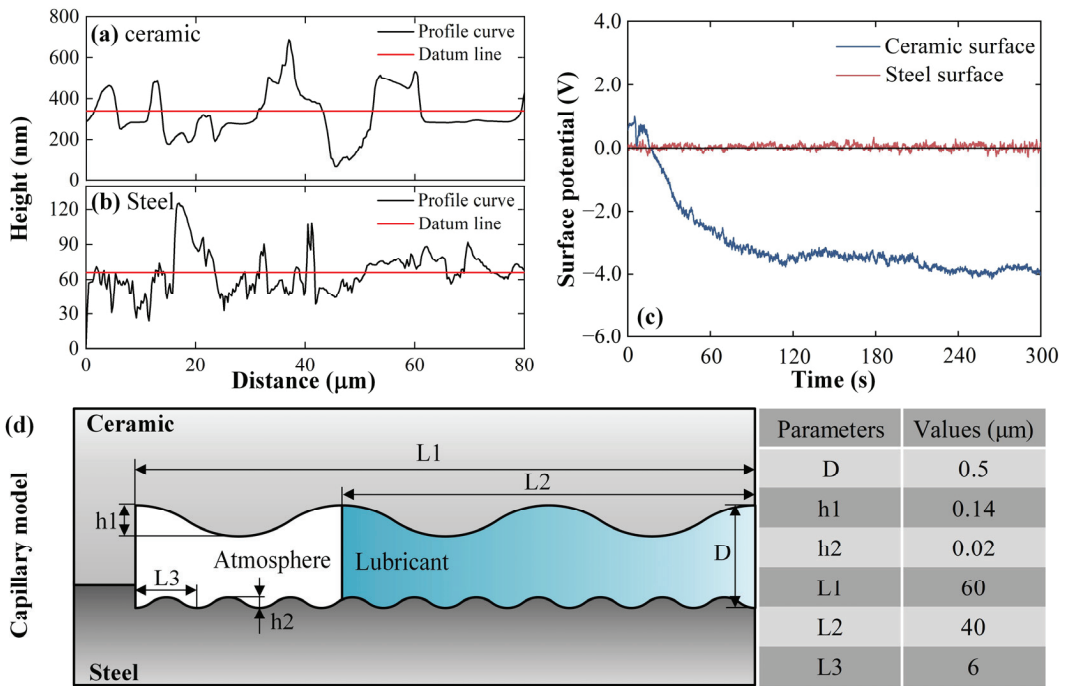 (a) ceramic
Profile curve
Datum line
800
600
400
200
0
(b) Steel
Profile curve
Datum line
120
90
60
30
0
Height (nm)
0
20
40
60
80
Distance (μm)
4.0
2.0
0.0
−2.0
−4.0
−6.0
Surface potential (V)
Ceramic surface
Steel surface
(c)
0
60
120
180
240
300
Time (s)
(d)
Capillary model
Ceramic
L1
L2
h1
Atmosphere
Lubricant
D
L3
h2
Steel
Parameters Values (μm)
D 0.5
h1 0.14
h2 0.02
L1 60
L2 40
L3 6